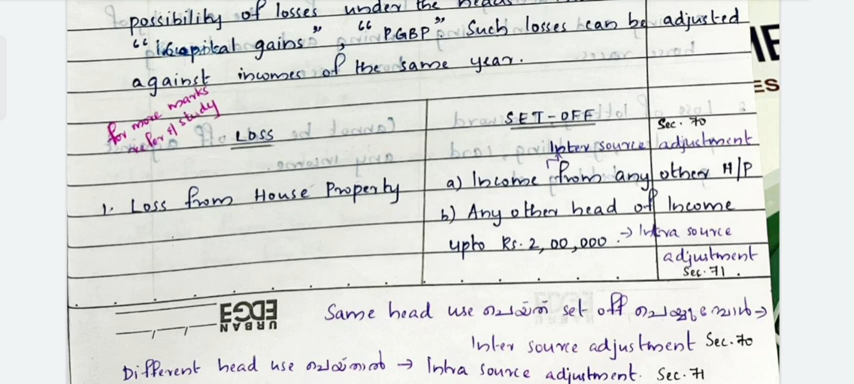 possibility of losses under the heads
"Capital gains", "PGBP" Such losses can be adjusted
against incomes of the same year.
for more marks
refer & study
LOSS
SET-OFF
Sec. 70
Inter source adjustment
1. Loss from House Property
a) Income from any other H/P
b) Any other head of Income
upto Rs. 2,00,000. → Intra source
adjustment
Sec. 71.
URBAN
EDGE
Same head use ചെയ്ത് set off ചെയ്യുമ്പോൾ →
Inter source adjustment Sec. 70
Different head use ചെയ്താൽ → Intra source adjustment. Sec. 71